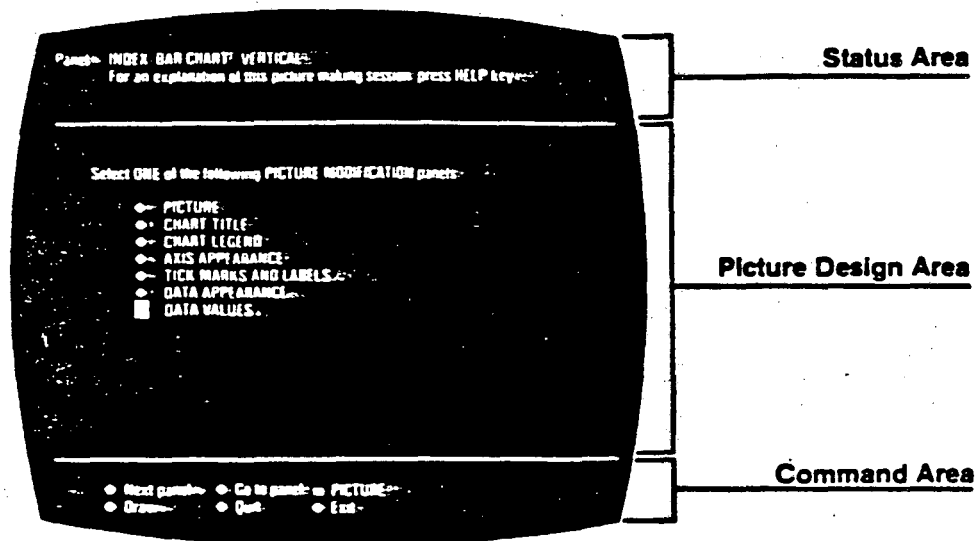 Panel: INDEX BAR CHART: VERTICAL
For an explanation of this picture making session press HELP key
Status Area
Select ONE of the following PICTURE MODIFICATION panels:
PICTURE
CHART TITLE
CHART LEGEND
AXIS APPEARANCE
TICK MARKS AND LABELS
DATA APPEARANCE
DATA VALUES
Picture Design Area
Next panel Go to panel = PICTURE
Draw Quit Exit
Command Area